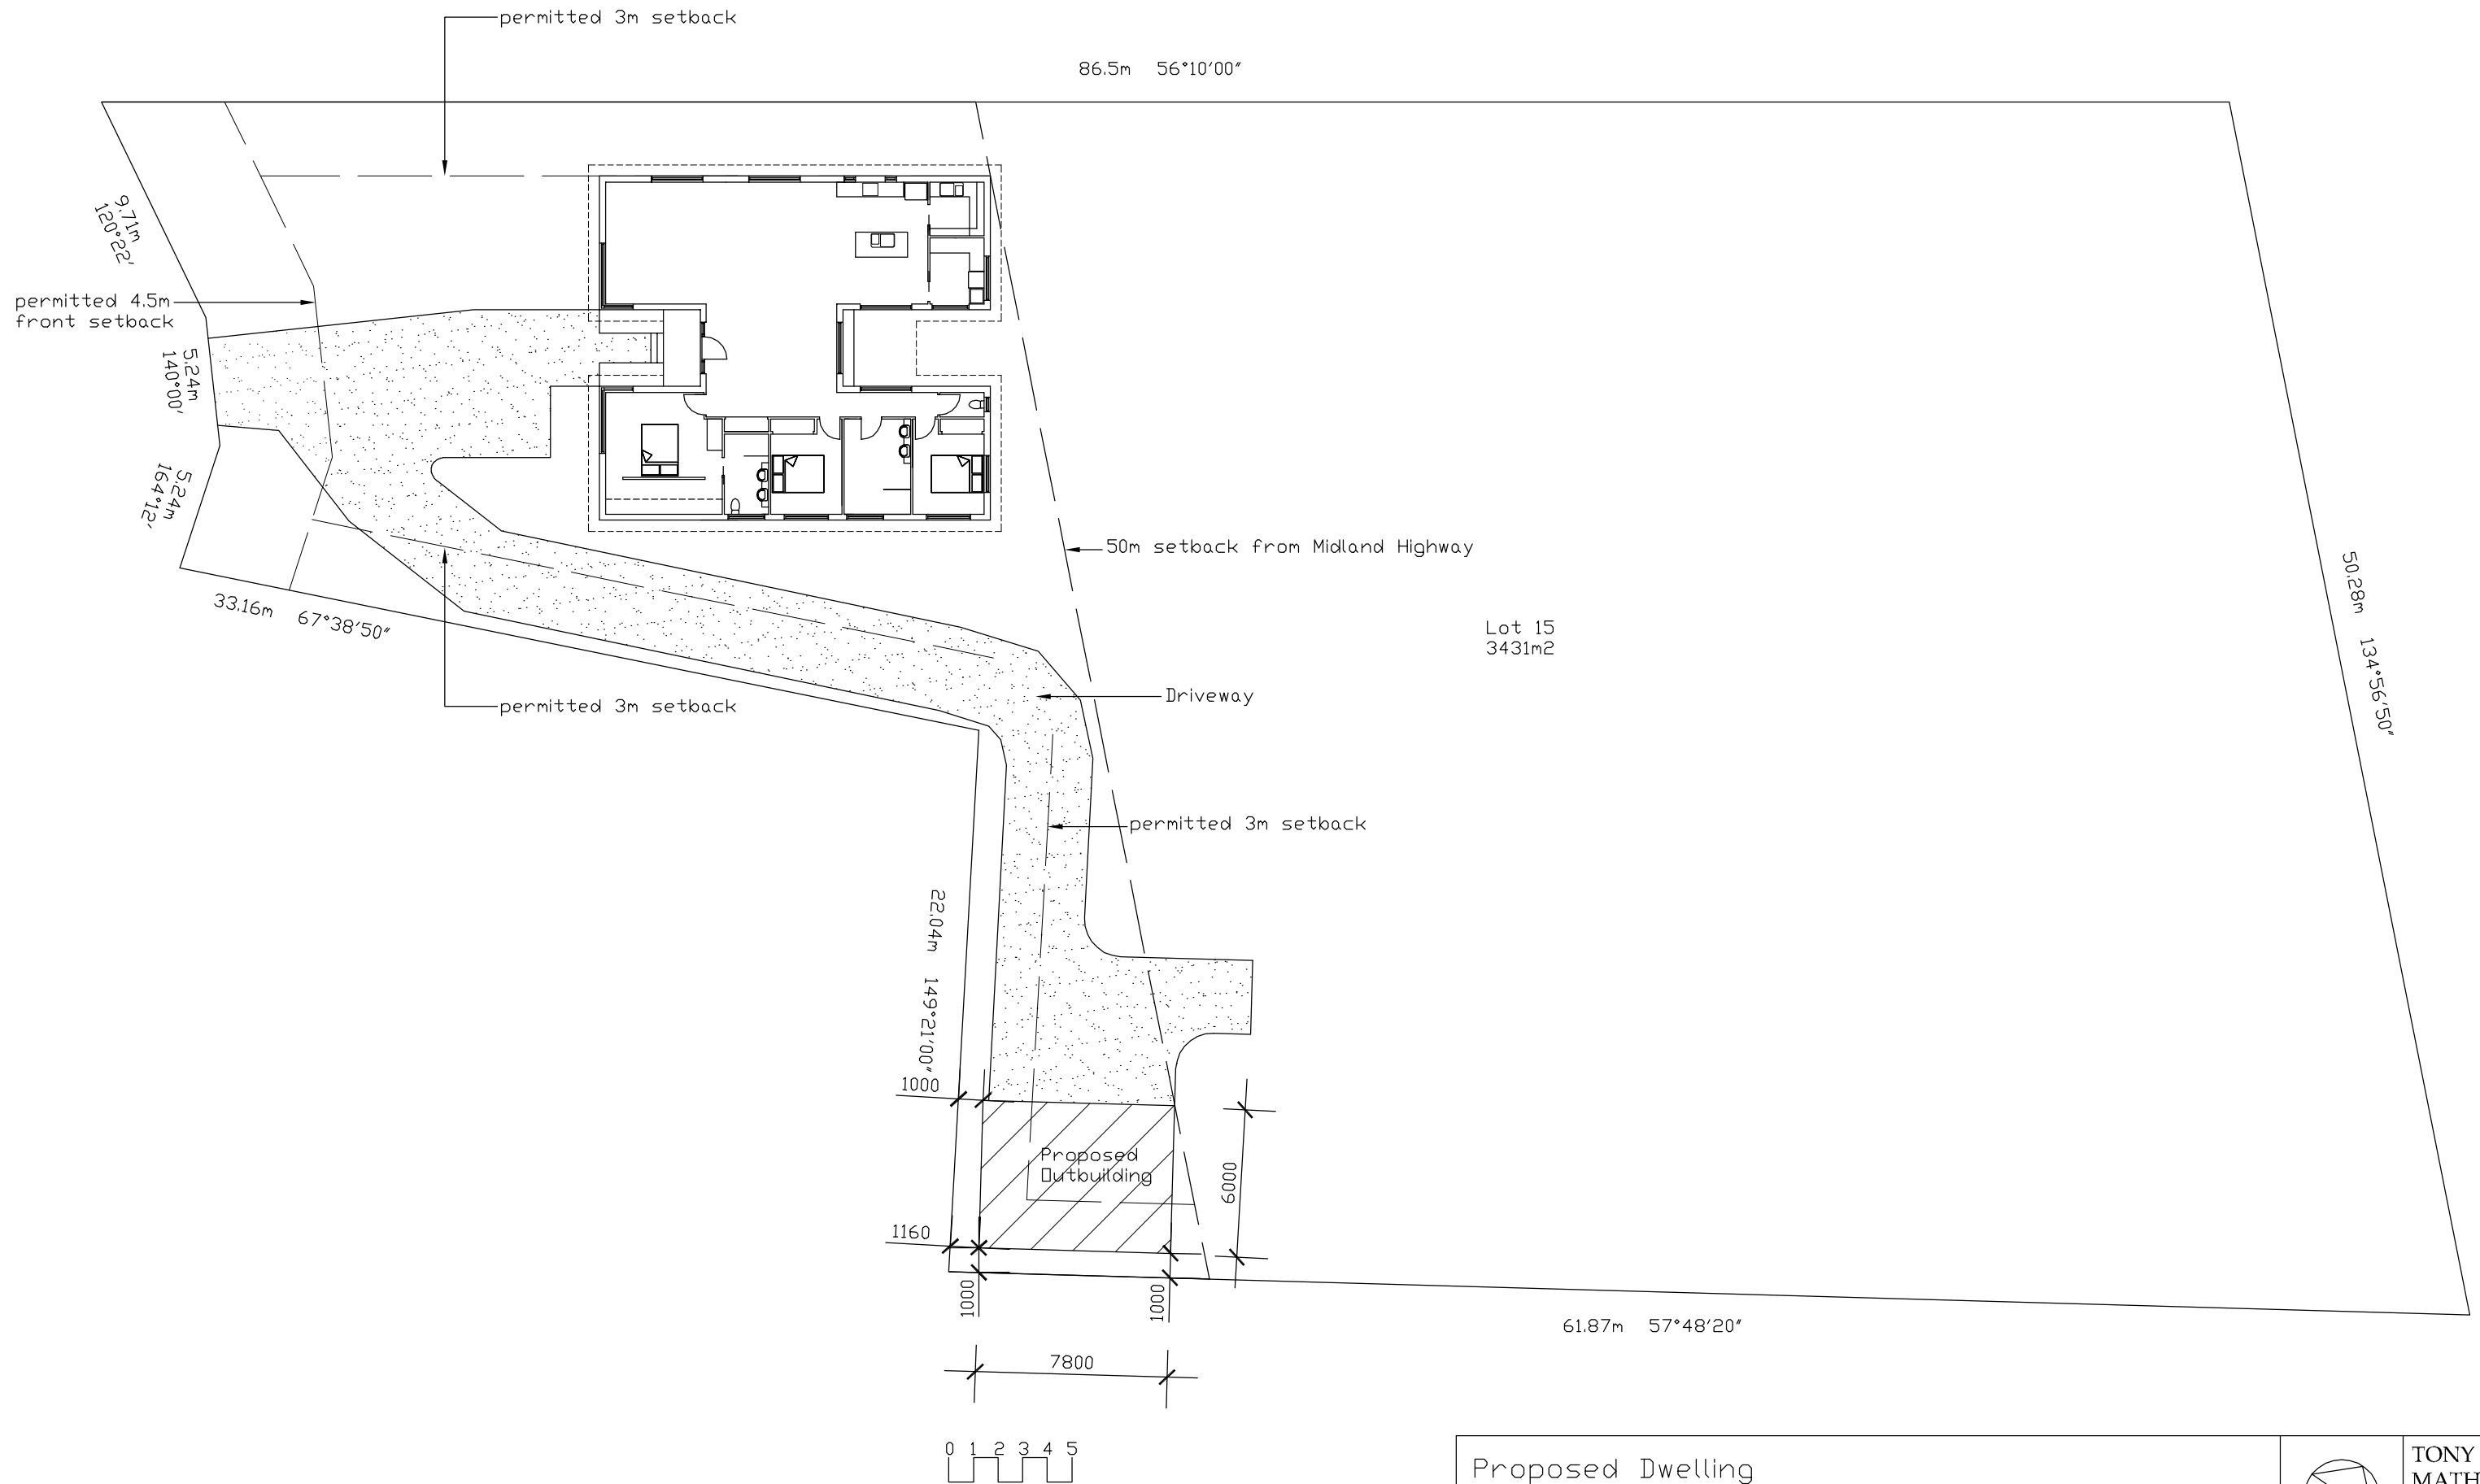 permitted 3m setback
86.5m 56°10'00"
9.71m
120°22'
permitted 4.5m
front setback
5.24m
140°00'
5.24m
164°12'
50m setback from Midland Highway
33.16m 67°38'50"
Lot 15
3431m2
50.28m 134°56'50"
Driveway
permitted 3m setback
permitted 3m setback
22.04m 149°21'00"
1000
Proposed
Outbuilding
6000
1160
1000
1000
61.87m 57°48'20"
7800
0 1 2 3 4 5
Proposed Dwelling
TONY
MATH